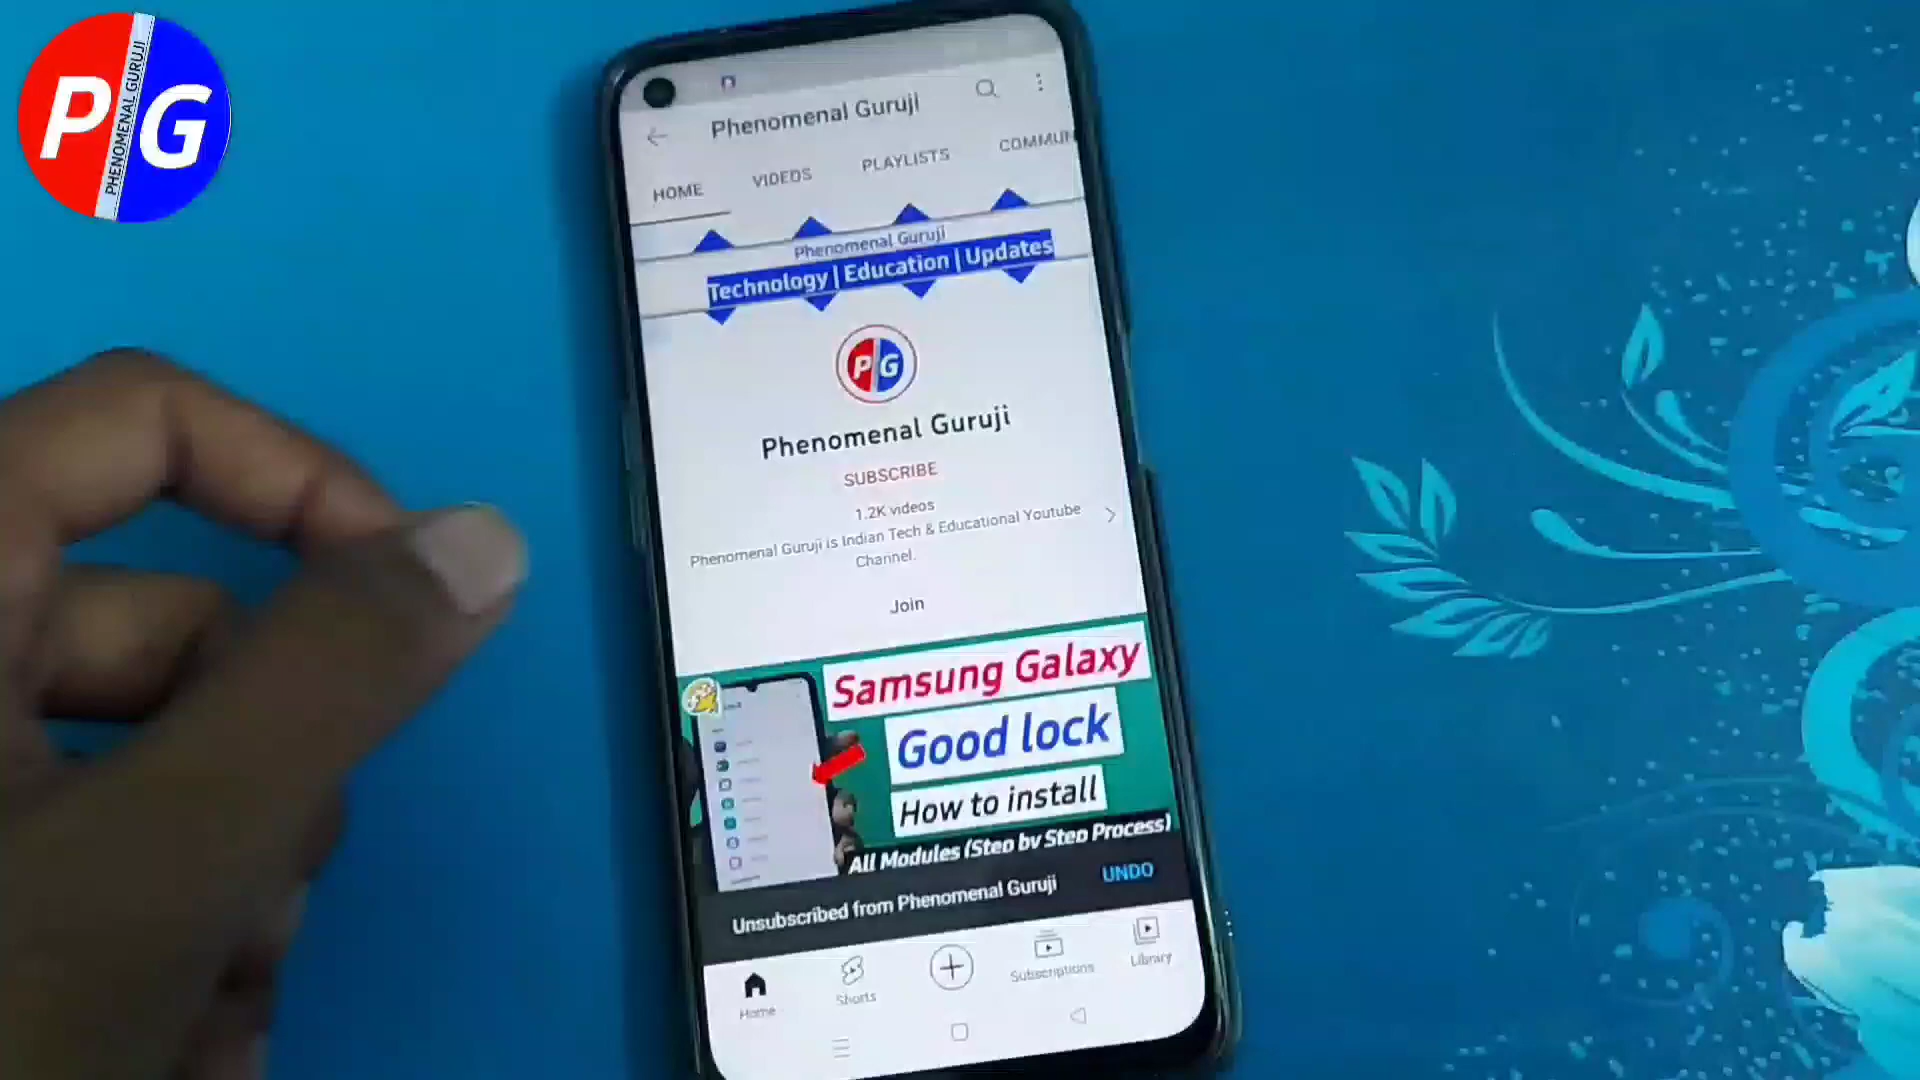 PG
PHENOMENAL GURUJI
Phenomenal Guruji
HOME VIDEOS PLAYLISTS COMMUN
Phenomenal Guruji
Technology | Education | Updates
PG
Phenomenal Guruji
SUBSCRIBE
1.2K videos
Phenomenal Guruji is Indian Tech & Educational Youtube
Channel.
Join
Samsung Galaxy
Good lock
How to install
All Modules (Step by Step Process)
Unsubscribed from Phenomenal Guruji UNDO
Home Shorts Subscriptions Library